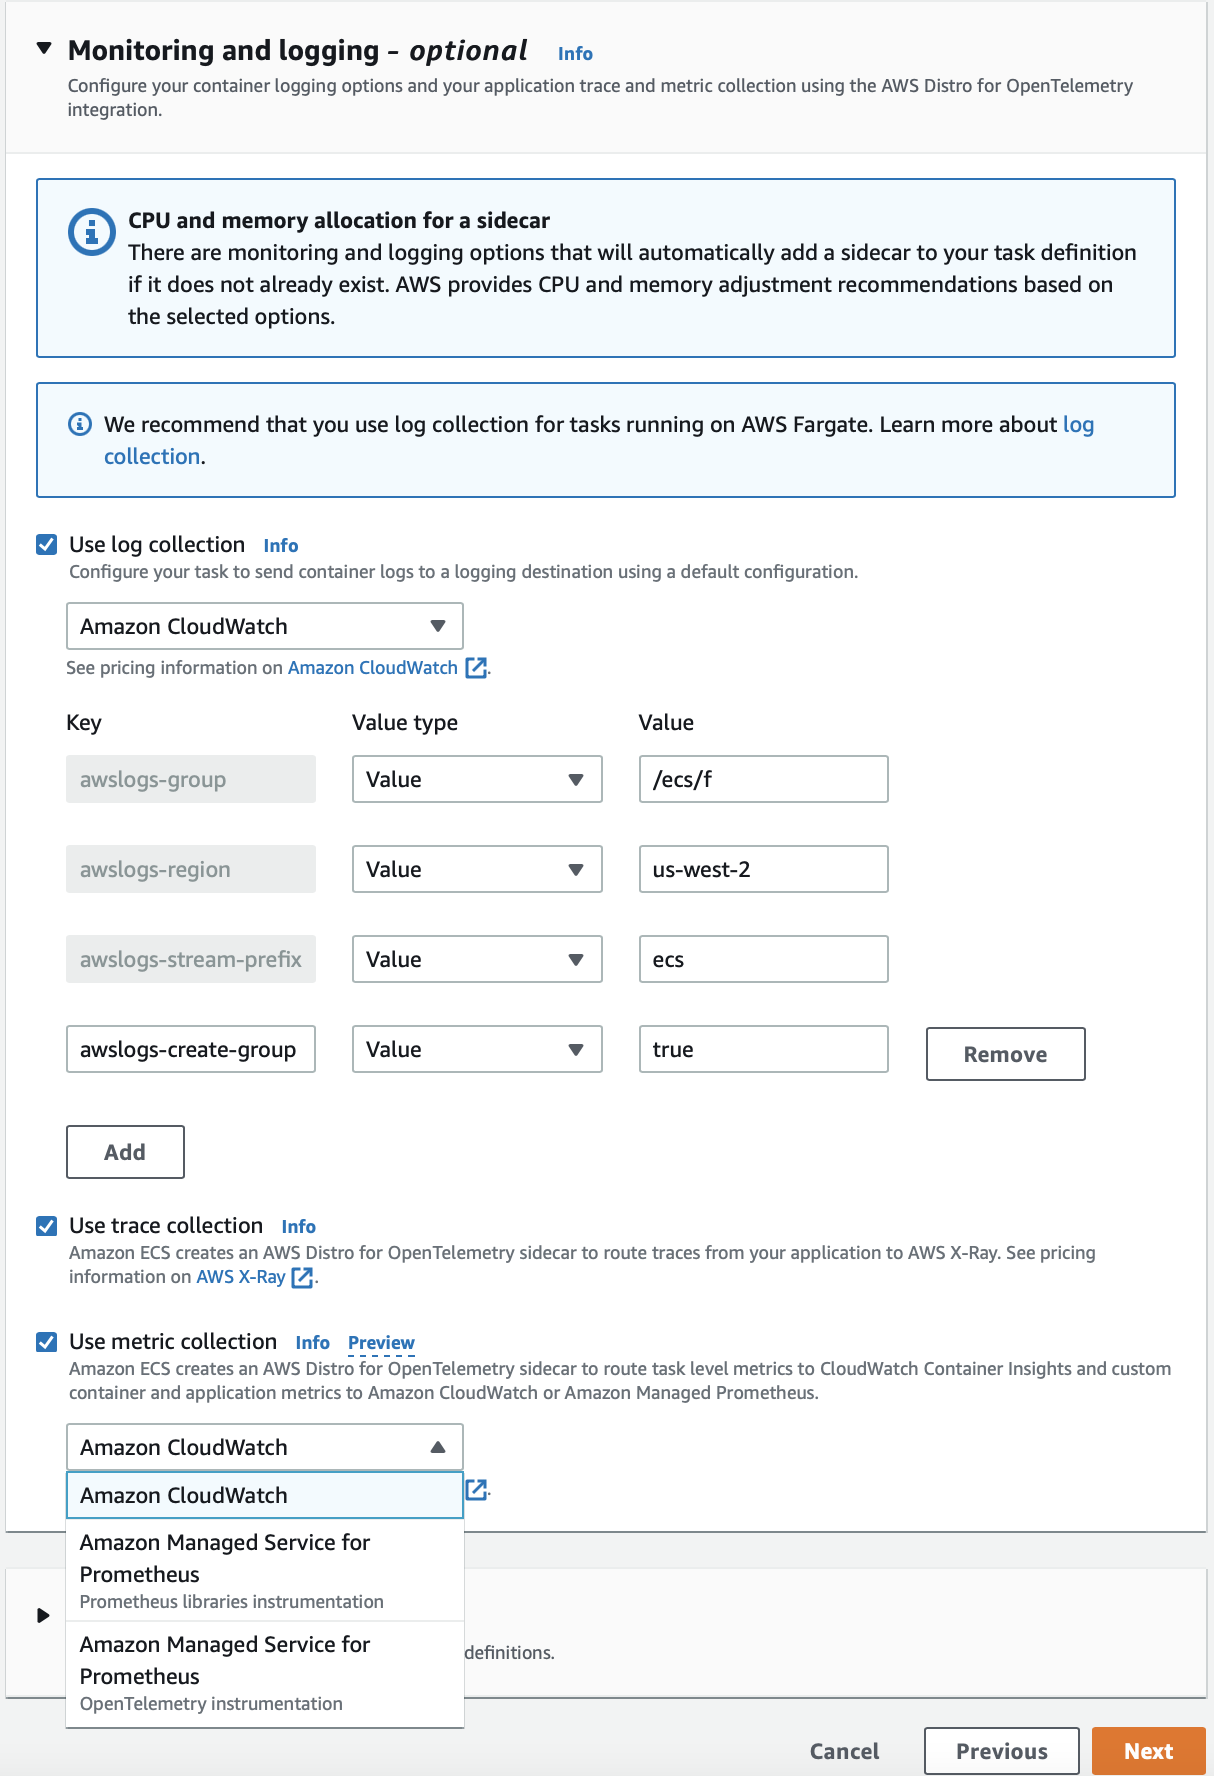 Monitoring and logging - optional Info
Configure your container logging options and your application trace and metric collection using the AWS Distro for OpenTelemetry
integration.
CPU and memory allocation for a sidecar
There are monitoring and logging options that will automatically add a sidecar to your task definition
if it does not already exist. AWS provides CPU and memory adjustment recommendations based on
the selected options.
We recommend that you use log collection for tasks running on AWS Fargate. Learn more about log
collection.
Use log collection Info
Configure your task to send container logs to a logging destination using a default configuration.
Amazon CloudWatch
See pricing information on Amazon CloudWatch .
Key Value type Value
awslogs-group Value /ecs/f
awslogs-region Value us-west-2
awslogs-stream-prefix Value ecs
awslogs-create-group Value true Remove
Add
Use trace collection Info
Amazon ECS creates an AWS Distro for OpenTelemetry sidecar to route traces from your application to AWS X-Ray. See pricing
information on AWS X-Ray .
Use metric collection Info Preview
Amazon ECS creates an AWS Distro for OpenTelemetry sidecar to route task level metrics to CloudWatch Container Insights and custom
container and application metrics to Amazon CloudWatch or Amazon Managed Prometheus.
Amazon CloudWatch
Amazon CloudWatch .
Amazon Managed Service for
Prometheus
Prometheus libraries instrumentation
Amazon Managed Service for
Prometheus
definitions.
OpenTelemetry instrumentation
Cancel Previous Next